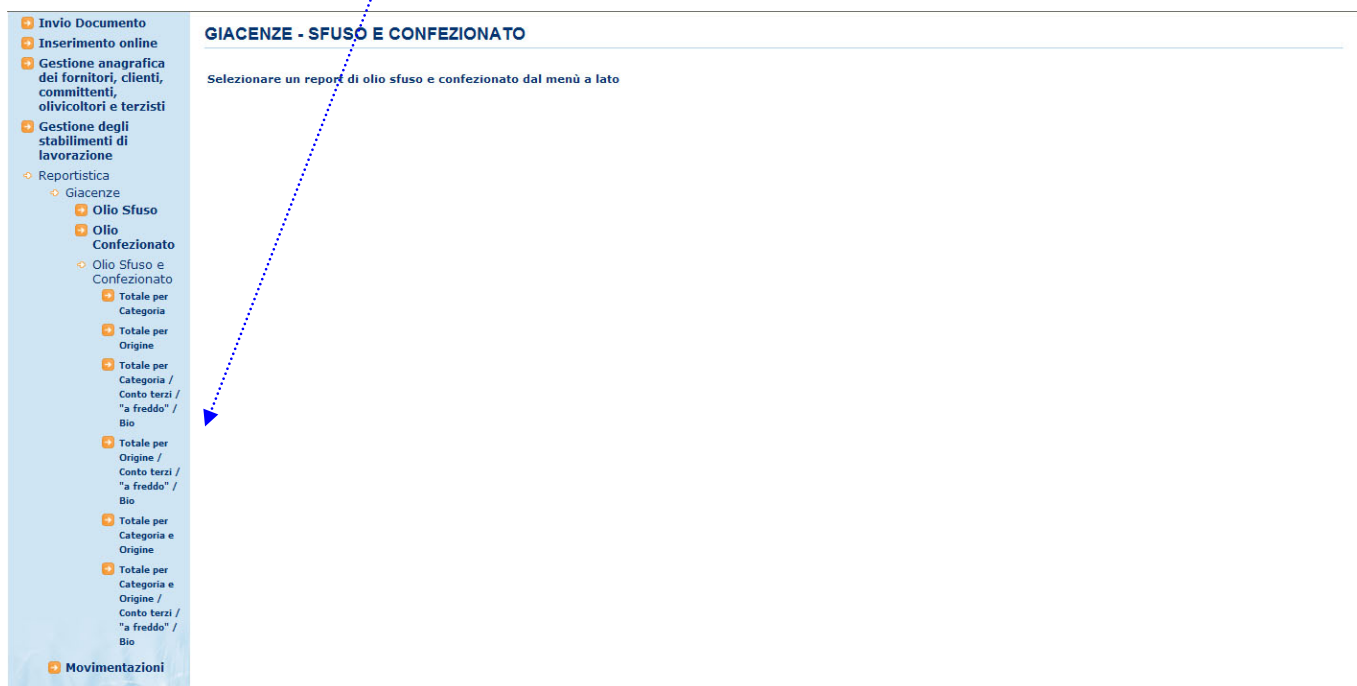 Invio Documento
Inserimento online
Gestione anagrafica
dei fornitori, clienti,
committenti,
olivicoltori e terzisti
Gestione degli
stabilimenti di
lavorazione
Reportistica
Giacenze
Olio Sfuso
Olio
Confezionato
Olio Sfuso e
Confezionato
Totale per
Categoria
Totale per
Origine
Totale per
Categoria /
Conto terzi /
"a freddo" /
Bio
Totale per
Origine /
Conto terzi /
"a freddo" /
Bio
Totale per
Categoria e
Origine
Totale per
Categoria e
Origine /
Conto terzi /
"a freddo" /
Bio
Movimentazioni
GIACENZE - SFUSO E CONFEZIONATO
Selezionare un report di olio sfuso e confezionato dal menù a lato